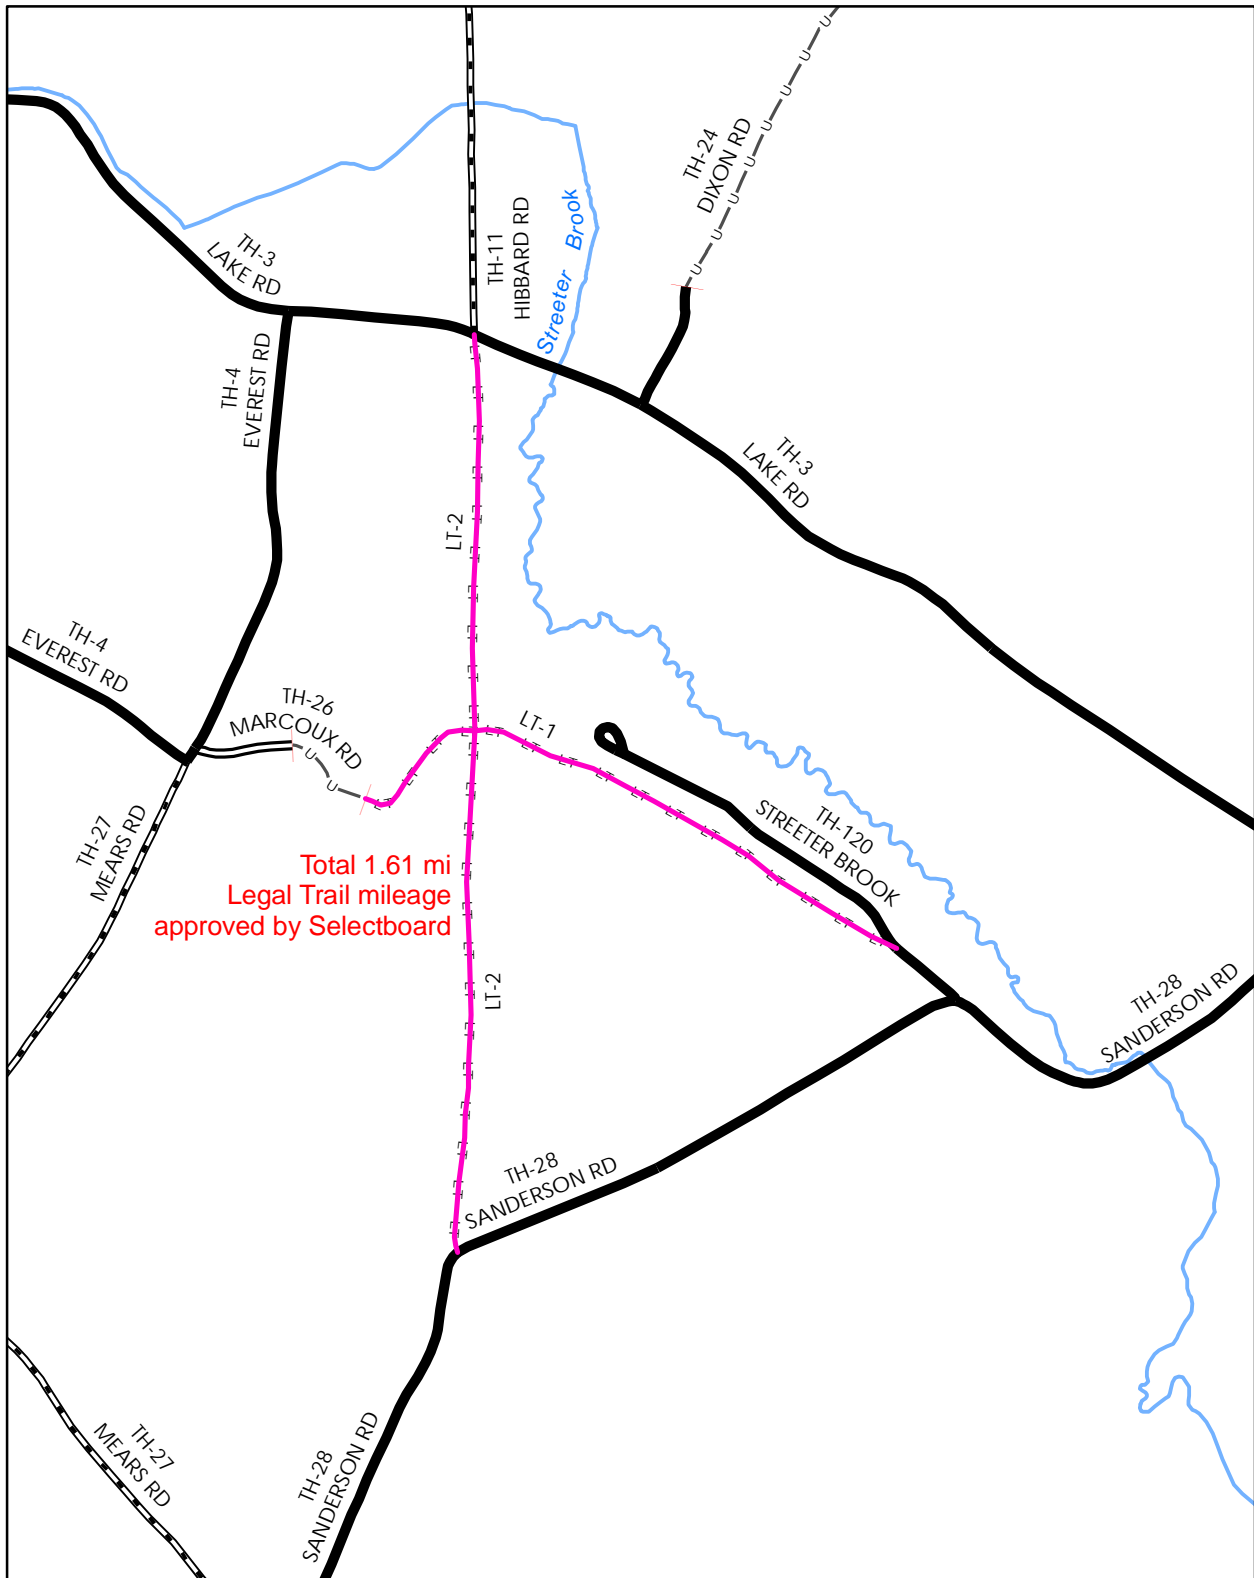 TH-24
DIXON RD
TH-11
HIBBARD RD
Streeter Brook
TH-3
LAKE RD
TH-4
EVEREST RD
TH-3
LAKE RD
LT-2
TH-4
EVEREST RD
TH-26
MARCOUX RD
LT-1
TH-120
STREETER BROOK
TH-27
MEARS RD
Total 1.61 mi
Legal Trail mileage
approved by Selectboard
LT-2
TH-28
SANDERSON RD
TH-28
SANDERSON RD
TH-27
MEARS RD
TH-28
SANDERSON RD